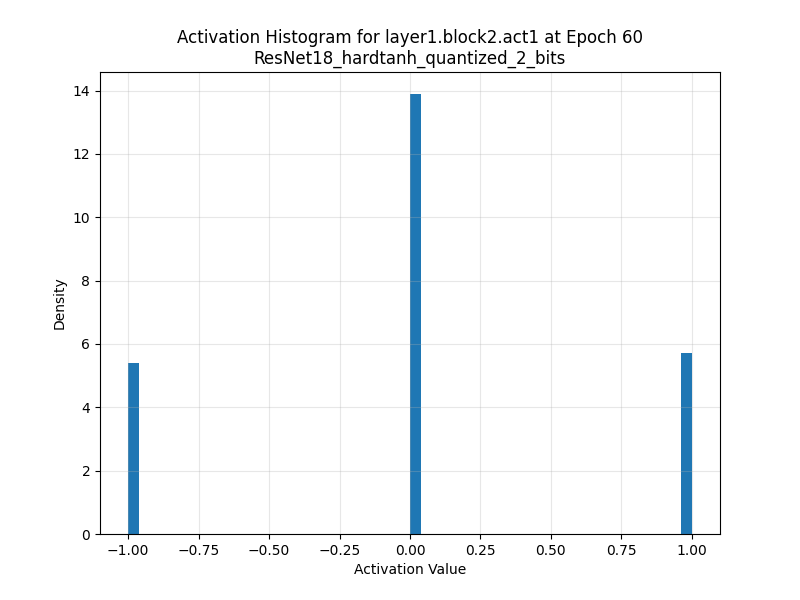 Activation Histogram for layer1.block2.act1 at Epoch 60
ResNet18_hardtanh_quantized_2_bits
14
12
10
8
6
4
2
0
Density
−1.00 −0.75 −0.50 −0.25 0.00 0.25 0.50 0.75 1.00
Activation Value